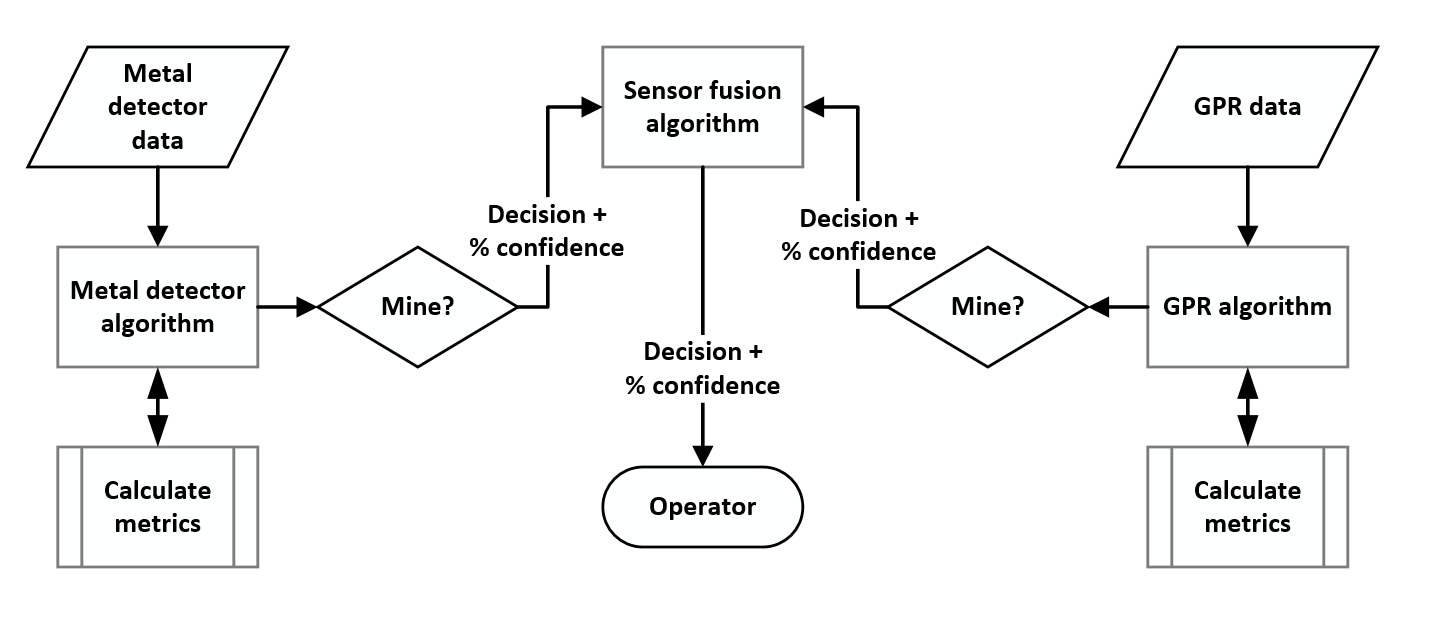 Metal
detector
data
Sensor fusion
algorithm
GPR data
Decision +
% confidence
Decision +
% confidence
Metal detector
algorithm
Mine?
Mine?
GPR algorithm
Decision +
% confidence
Calculate
metrics
Operator
Calculate
metrics